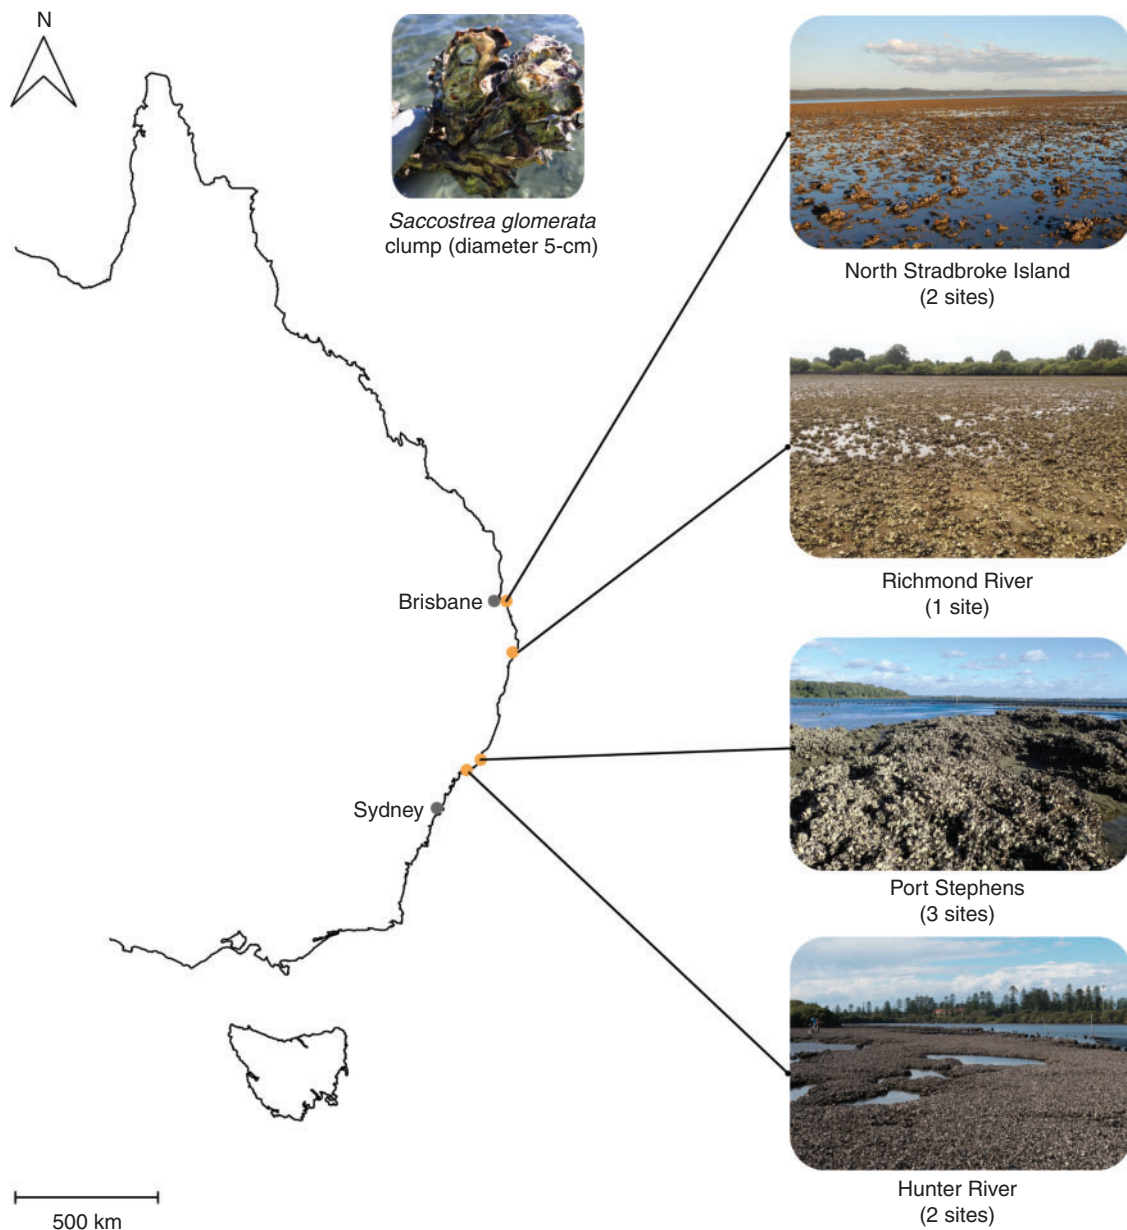 N
Saccostrea glomerata
clump (diameter 5-cm)
North Stradbroke Island
(2 sites)
Richmond River
(1 site)
Brisbane
Port Stephens
(3 sites)
Sydney
Hunter River
(2 sites)
500 km